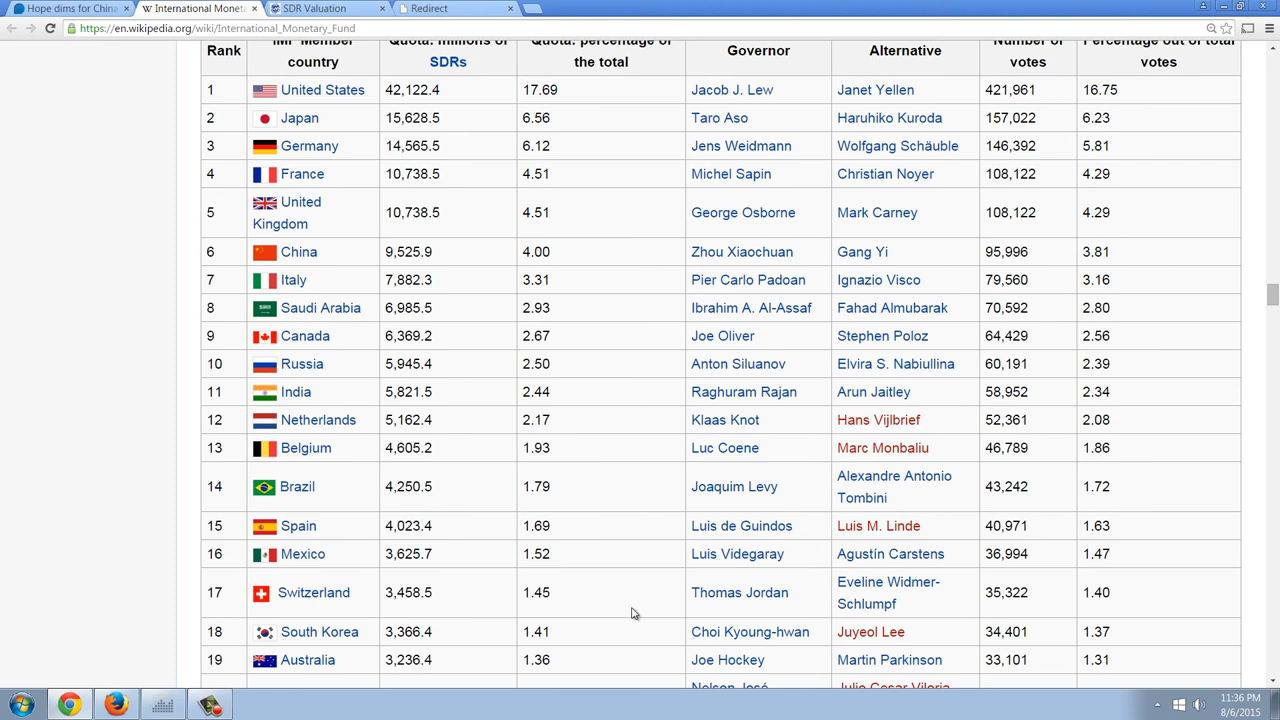 Hope dims for China
International Moneta
SDR Valuation
Redirect
https://en.wikipedia.org/wiki/International_Monetary_Fund
Rank
IMF Member country
Quota: millions of SDRs
Quota: percentage of the total
Governor
Alternative
Number of votes
Percentage out of total votes
1 United States 42,122.4 17.69 Jacob J. Lew Janet Yellen 421,961 16.75
2 Japan 15,628.5 6.56 Taro Aso Haruhiko Kuroda 157,022 6.23
3 Germany 14,565.5 6.12 Jens Weidmann Wolfgang Schäuble 146,392 5.81
4 France 10,738.5 4.51 Michel Sapin Christian Noyer 108,122 4.29
5 United Kingdom 10,738.5 4.51 George Osborne Mark Carney 108,122 4.29
6 China 9,525.9 4.00 Zhou Xiaochuan Gang Yi 95,996 3.81
7 Italy 7,882.3 3.31 Pier Carlo Padoan Ignazio Visco 79,560 3.16
8 Saudi Arabia 6,985.5 2.93 Ibrahim A. Al-Assaf Fahad Almubarak 70,592 2.80
9 Canada 6,369.2 2.67 Joe Oliver Stephen Poloz 64,429 2.56
10 Russia 5,945.4 2.50 Anton Siluanov Elvira S. Nabiullina 60,191 2.39
11 India 5,821.5 2.44 Raghuram Rajan Arun Jaitley 58,952 2.34
12 Netherlands 5,162.4 2.17 Klaas Knot Hans Vijlbrief 52,361 2.08
13 Belgium 4,605.2 1.93 Luc Coene Marc Monbaliu 46,789 1.86
14 Brazil 4,250.5 1.79 Joaquim Levy Alexandre Antonio Tombini 43,242 1.72
15 Spain 4,023.4 1.69 Luis de Guindos Luis M. Linde 40,971 1.63
16 Mexico 3,625.7 1.52 Luis Videgaray Agustín Carstens 36,994 1.47
17 Switzerland 3,458.5 1.45 Thomas Jordan Eveline Widmer-Schlumpf 35,322 1.40
18 South Korea 3,366.4 1.41 Choi Kyoung-hwan Juyeol Lee 34,401 1.37
19 Australia 3,236.4 1.36 Joe Hockey Martin Parkinson 33,101 1.31
Nelson José Julio Cesar Viloria
11:36 PM
8/6/2015